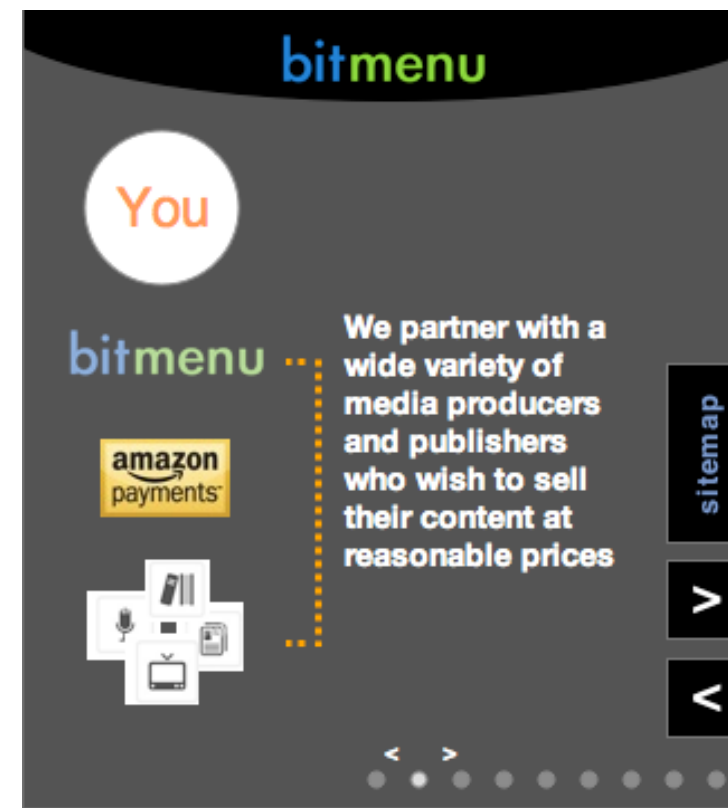 bitmenu
You
bitmenu
We partner with a
wide variety of
media producers
and publishers
who wish to sell
their content at
reasonable prices
amazon
payments
sitemap
>
<
< >